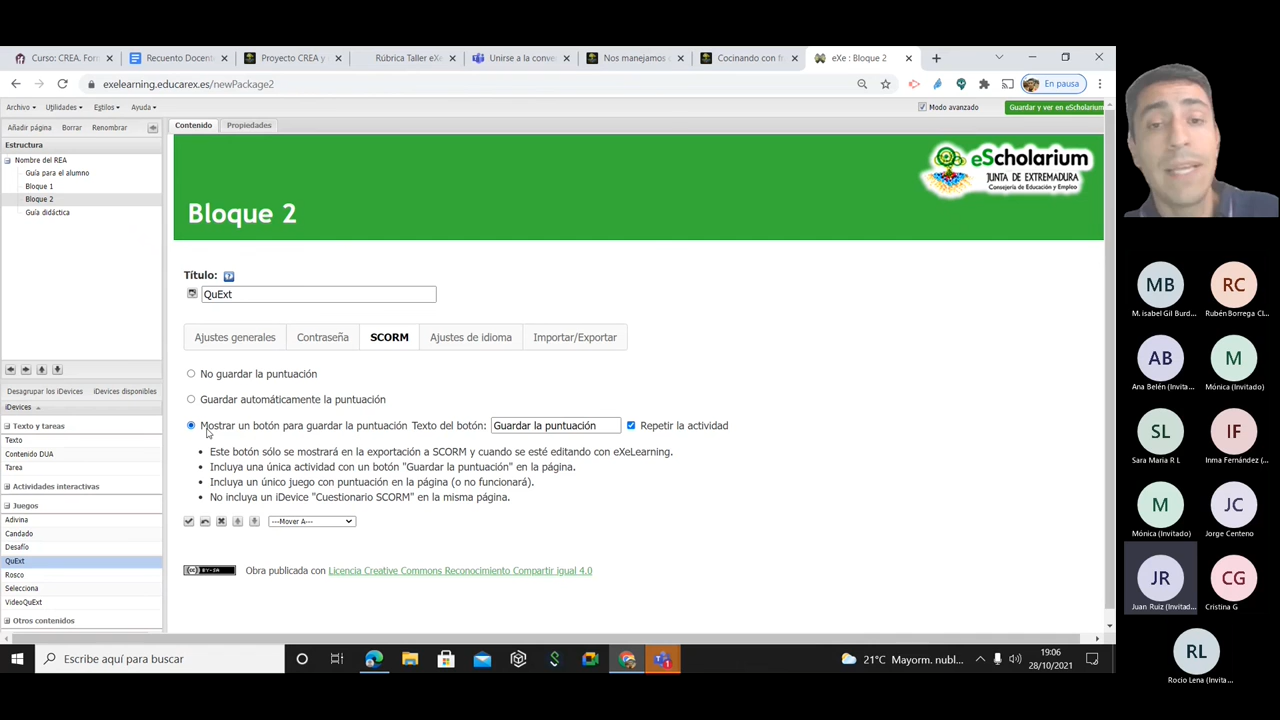 Curso: CREA. For
Recuento Docent
Proyecto CREA y
Rúbrica Taller eXe
Unirse a la conve
Nos manejamos
Cocinando con fr
eXe : Bloque 2
exelearning.educarex.es/newPackage2
En pausa
Archivo Utilidades Estilos Ayuda
Modo avanzado
Guardar y ver en eScholarium
Añadir página Borrar Renombrar
Contenido Propiedades
Estructura
Nombre del REA
Guía para el alumno
Bloque 1
Bloque 2
Guía didáctica
eScholarium
JUNTA DE EXTREMADURA
Consejería de Educación y Empleo
Bloque 2
Título:
QuExt
Ajustes generales Contraseña SCORM Ajustes de idioma Importar/Exportar
No guardar la puntuación
Guardar automáticamente la puntuación
Mostrar un botón para guardar la puntuación Texto del botón: Guardar la puntuación Repetir la actividad
Este botón sólo se mostrará en la exportación a SCORM y cuando se esté editando con eXeLearning.
Incluya una única actividad con un botón "Guardar la puntuación" en la página.
Incluya un único juego con puntuación en la página (o no funcionará).
No incluya un iDevice "Cuestionario SCORM" en la misma página.
---Mover A---
BY-SA
Obra publicada con Licencia Creative Commons Reconocimiento Compartir igual 4.0
Desagrupar los iDevices iDevices disponibles
iDevices
Texto y tareas
Texto
Contenido DUA
Tarea
Actividades interactivas
Juegos
Adivina
Candado
Desafío
QuExt
Rosco
Selecciona
VideoQuExt
Otros contenidos
Escribe aquí para buscar
21°C Mayorm. nubl...
19:06
28/10/2021
MB
M. isabel Gil Burd...
RC
Rubén Borrega Cl...
AB
Ana Belén (Invita...
M
Mónica (Invitado)
SL
Sara Maria R L
IF
Inma Fernández (...
M
Mónica (Invitado)
JC
Jorge Centeno
JR
Juan Ruiz (Invitad...
CG
Cristina G
RL
Rocio Lena (Invita...